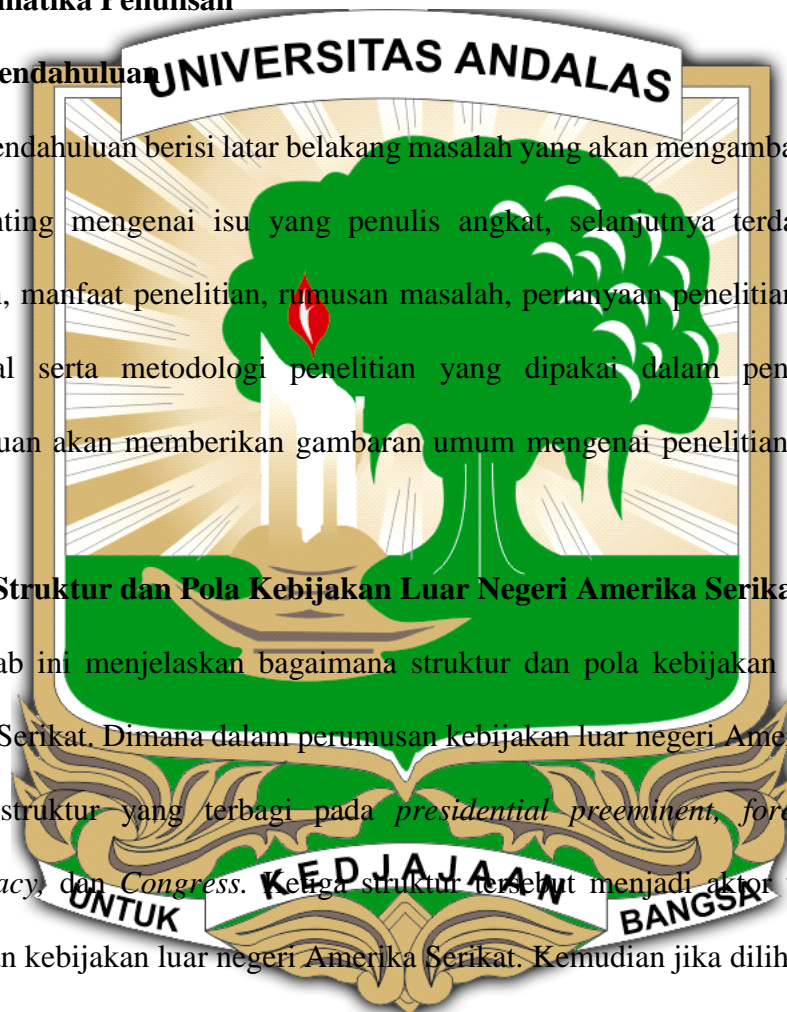 matika Penulisan
UNIVERSITAS ANDALAS
endahuluan
endahuluan berisi latar belakang masalah yang akan mengamba
nting mengenai isu yang penulis angkat, selanjutnya terda
, manfaat penelitian, rumusan masalah, pertanyaan penelitian
al serta metodologi penelitian yang dipakai dalam pen
uan akan memberikan gambaran umum mengenai penelitian
Struktur dan Pola Kebijakan Luar Negeri Amerika Serika
ab ini menjelaskan bagaimana struktur dan pola kebijakan
Serikat. Dimana dalam perumusan kebijakan luar negeri Amer
struktur yang terbagi pada presidential preeminent, fore
acy, dan Congress. Ketiga struktur tersebut menjadi aktor
an kebijakan luar negeri Amerika Serikat. Kemudian jika dilih
UNTUK KEDJAJAAN BANGSA